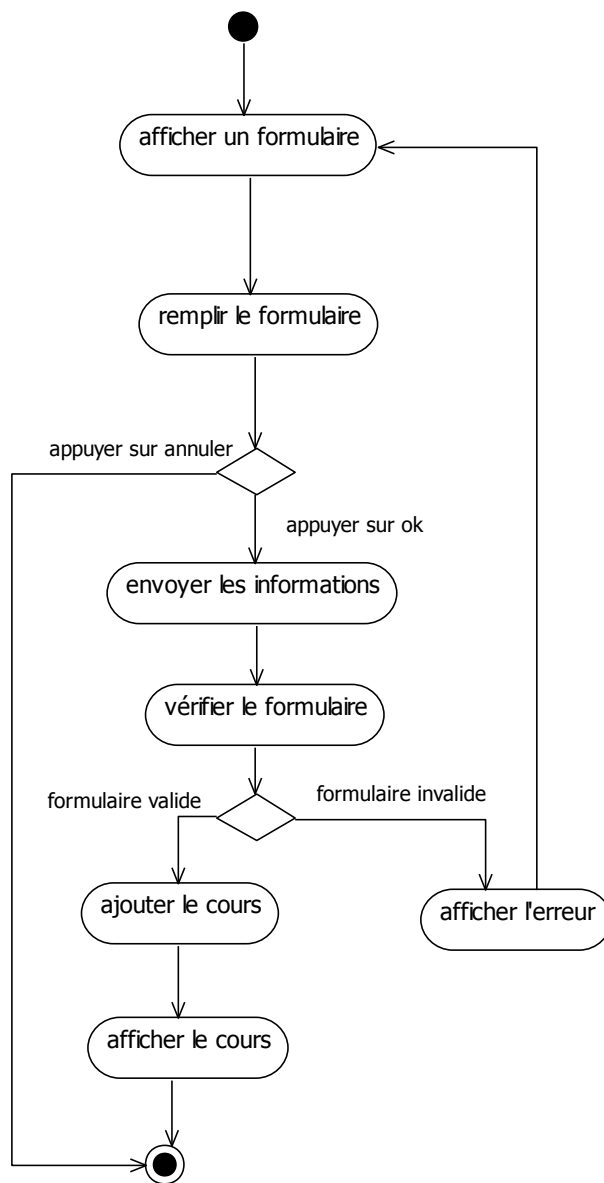 afficher un formulaire
remplir le formulaire
appuyer sur annuler
appuyer sur ok
envoyer les informations
vérifier le formulaire
formulaire valide
formulaire invalide
ajouter le cours
afficher l'erreur
afficher le cours